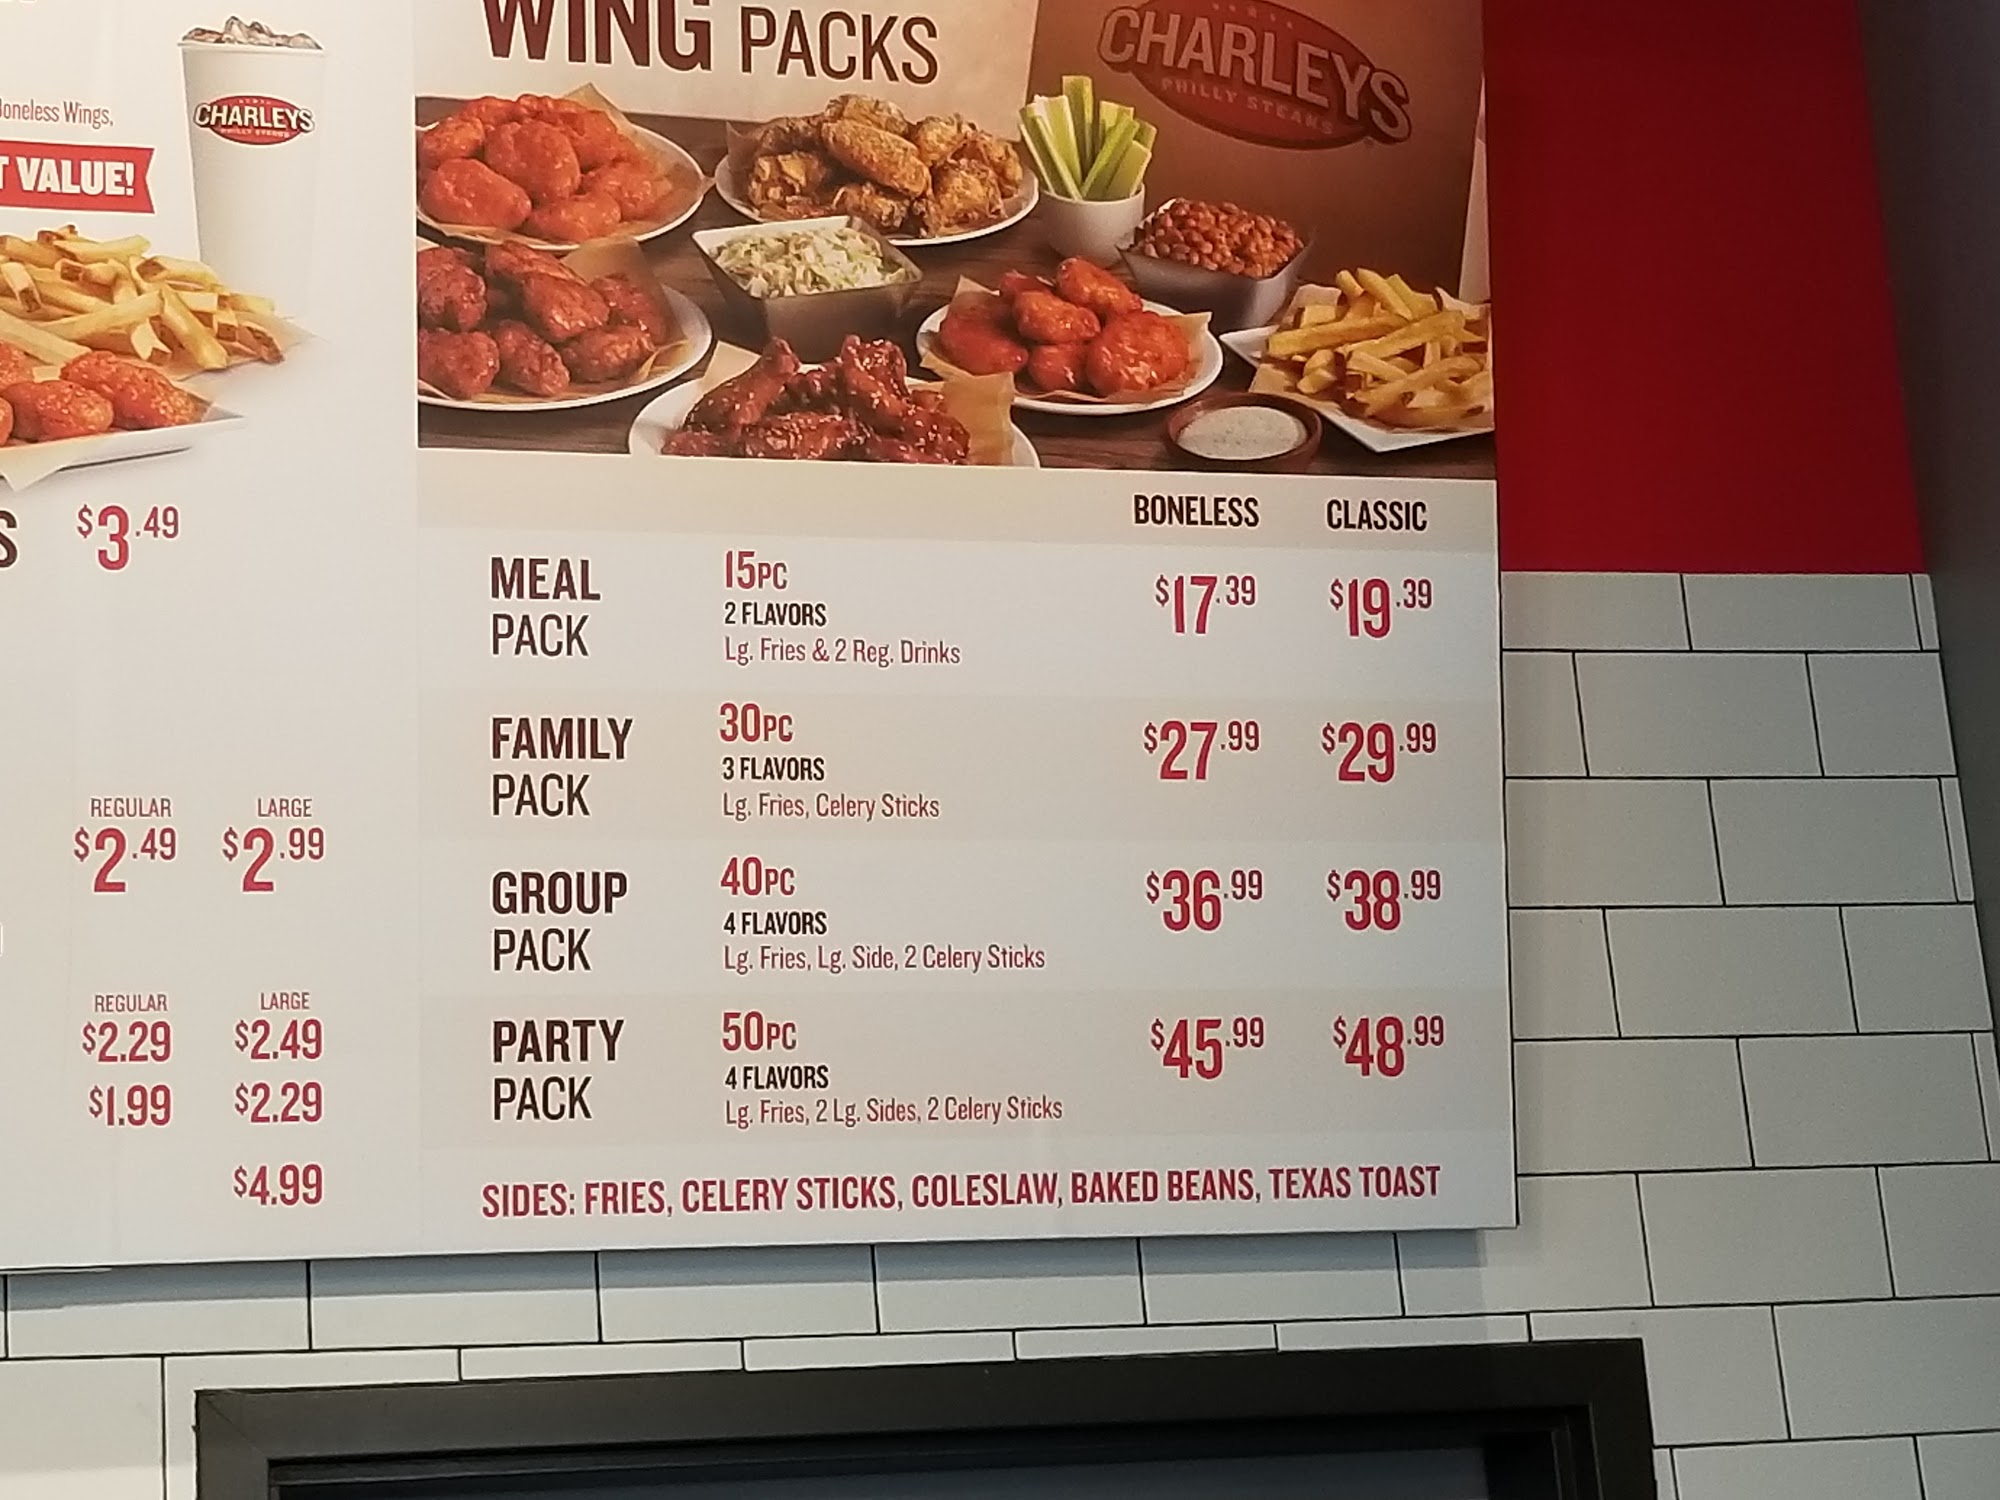 WING PACKS
CHARLEYS
PHILLY STEAKS
CHARLEYS
PHILLY STEAKS
Boneless Wings,
VALUE!
$3.49
REGULAR LARGE
$2.49 $2.99
REGULAR LARGE
$2.29 $2.49
$1.99 $2.29
$4.99
BONELESS CLASSIC
MEAL PACK
15PC
2 FLAVORS
Lg. Fries & 2 Reg. Drinks
$17.39 $19.39
FAMILY PACK
30PC
3 FLAVORS
Lg. Fries, Celery Sticks
$27.99 $29.99
GROUP PACK
40PC
4 FLAVORS
Lg. Fries, Lg. Side, 2 Celery Sticks
$36.99 $38.99
PARTY PACK
50PC
4 FLAVORS
Lg. Fries, 2 Lg. Sides, 2 Celery Sticks
$45.99 $48.99
SIDES: FRIES, CELERY STICKS, COLESLAW, BAKED BEANS, TEXAS TOAST